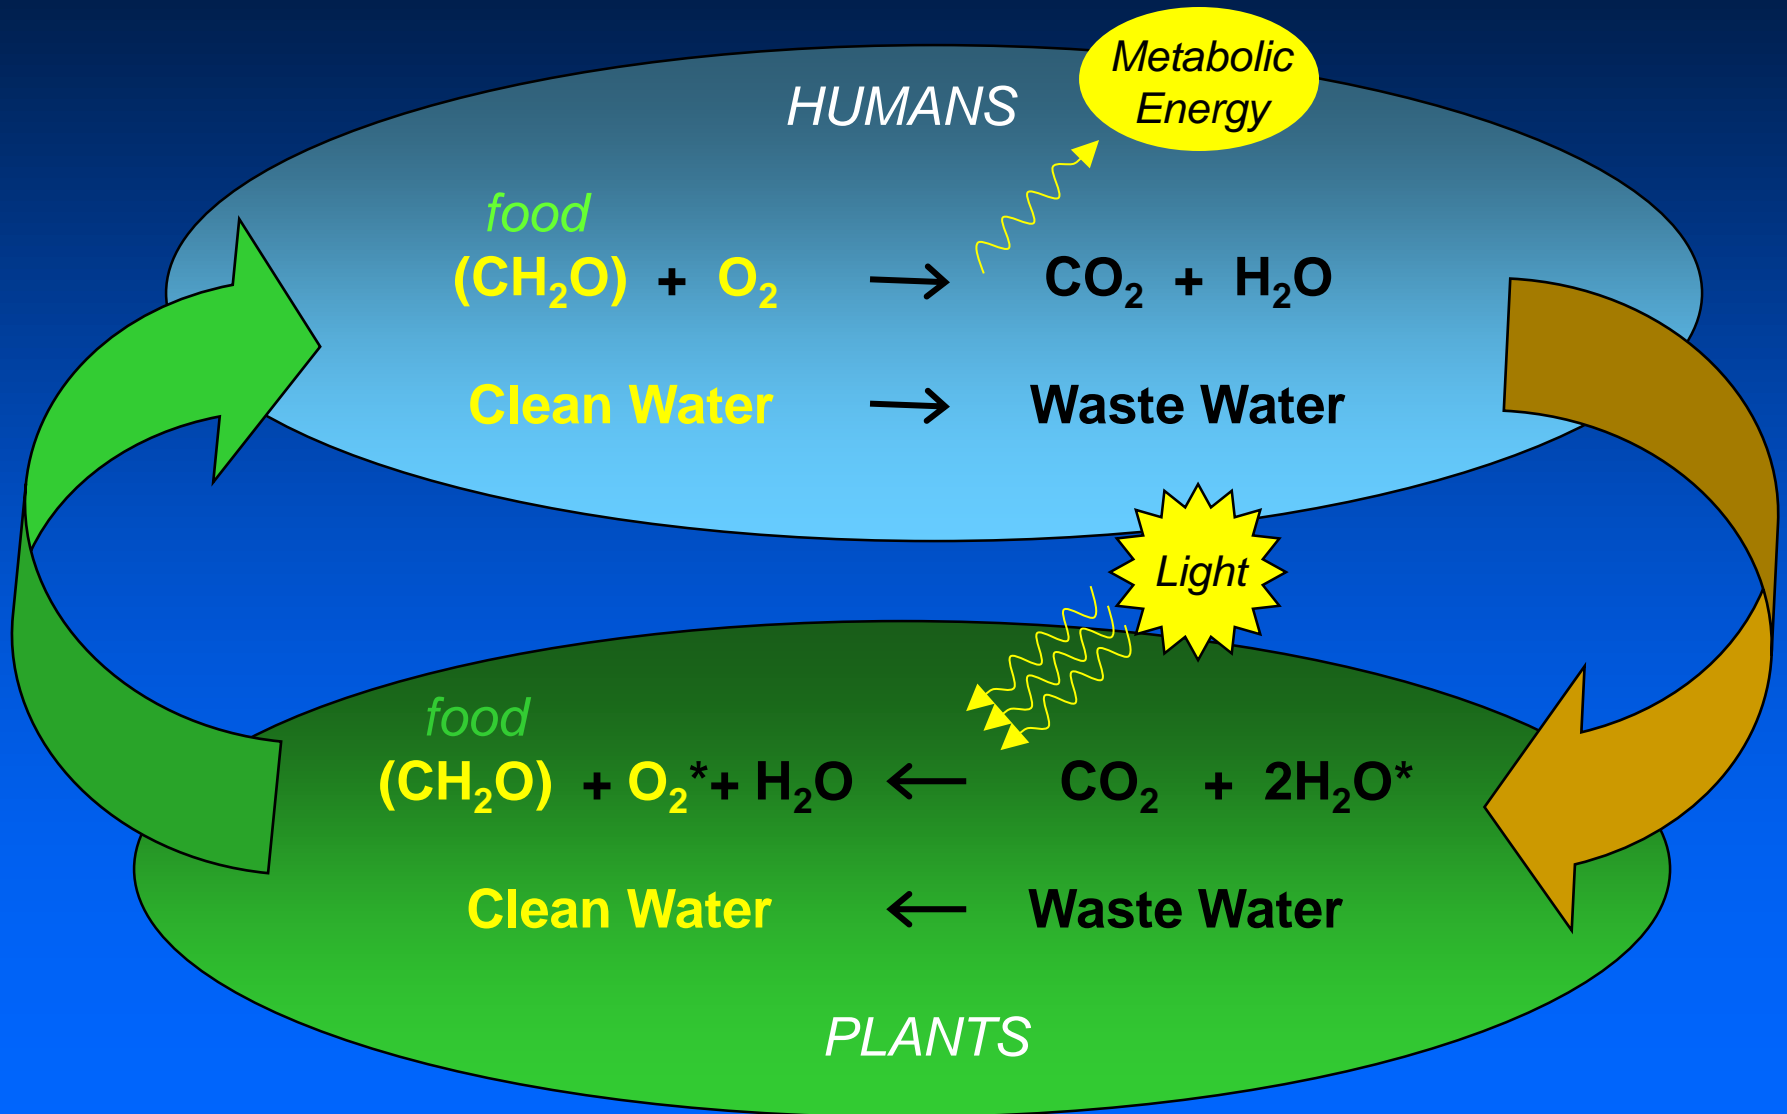 Metabolic
Energy
HUMANS
food
(CH₂O) + O₂ → CO₂ + H₂O
Clean Water → Waste Water
Light
food
(CH₂O) + O₂*+ H₂O ← CO₂ + 2H₂O*
Clean Water ← Waste Water
PLANTS